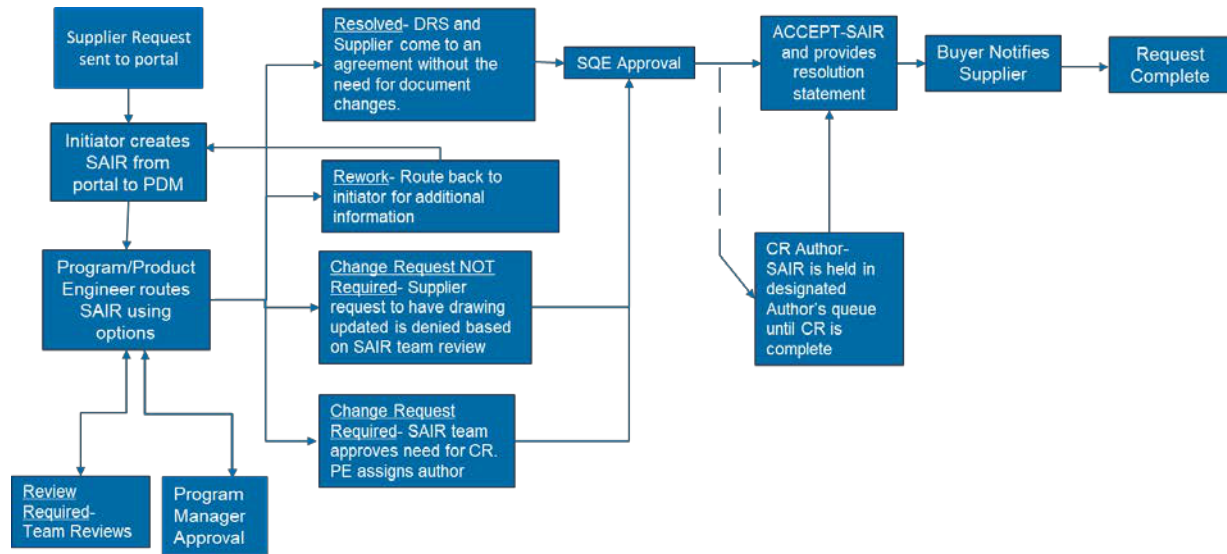 Supplier Request
sent to portal
Initiator creates
SAIR from
portal to PDM
Program/Product
Engineer routes
SAIR using
options
Review
Required-
Team Reviews
Program
Manager
Approval
Resolved- DRS and
Supplier come to an
agreement without the
need for document
changes.
Rework- Route back to
initiator for additional
information
Change Request NOT
Required- Supplier
request to have drawing
updated is denied based
on SAIR team review
Change Request
Required- SAIR team
approves need for CR.
PE assigns author
SQE Approval
ACCEPT-SAIR
and provides
resolution
statement
CR Author-
SAIR is held in
designated
Author's queue
until CR is
complete
Buyer Notifies
Supplier
Request
Complete